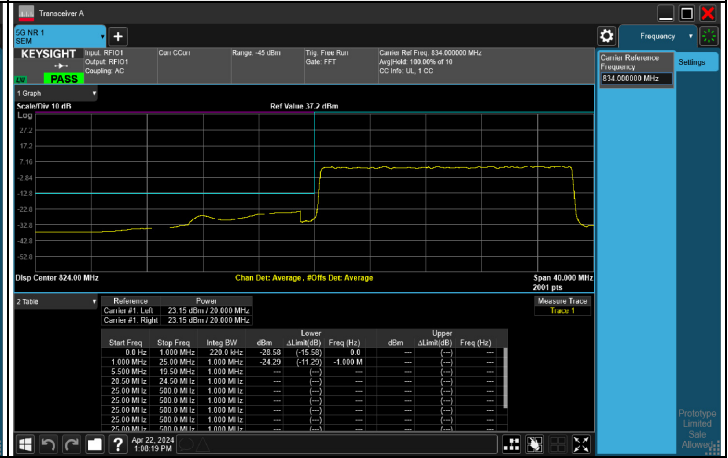 Transceiver A
5G NR 1
SEM
Frequency
KEYSIGHT
Input: RFIO1
Output: RFIO1
Coupling: AC
Corr CCorr
Range: -45 dBm
Trig: Free Run
Gate: FFT
Carrier Ref Freq: 834.000000 MHz
Avg|Hold: 100.00% of 10
CC Info: UL, 1 CC
PASS
Carrier Reference
Frequency
834.000000 MHz
Settings
1 Graph
Scale/Div 10 dB
Ref Value 37.2 dBm
Log
27.2
17.2
7.16
-2.84
-12.8
-22.8
-32.8
-42.8
-52.8
Disp Center 824.00 MHz
Chan Det: Average , #Offs Det: Average
Span 40.000 MHz
2001 pts
2 Table
Reference Power
Carrier #1. Left 23.15 dBm / 20.000 MHz
Carrier #1. Right 23.15 dBm / 20.000 MHz
Measure Trace
Trace 1
Lower Upper
Start Freq Stop Freq Integ BW dBm ΔLimit(dB) Freq (Hz) dBm ΔLimit(dB) Freq (Hz)
0.0 Hz 1.000 MHz 220.0 kHz -28.58 (-15.58) 0.0 --- (---) ---
1.000 MHz 25.00 MHz 1.000 MHz -24.29 (-11.29) -1.000 M --- (---) ---
5.500 MHz 19.50 MHz 1.000 MHz --- (---) --- --- (---) ---
20.50 MHz 24.50 MHz 1.000 MHz --- (---) --- --- (---) ---
25.00 MHz 500.0 MHz 1.000 MHz --- (---) --- --- (---) ---
25.00 MHz 500.0 MHz 1.000 MHz --- (---) --- --- (---) ---
25.00 MHz 500.0 MHz 1.000 MHz --- (---) --- --- (---) ---
25.00 MHz 500.0 MHz 1.000 MHz --- (---) --- --- (---) ---
25.00 MHz 500.0 MHz 1.000 MHz --- (---) --- --- (---) ---
Apr 22, 2024
1:08:19 PM
Prototype
Limited
Sale
Allowed